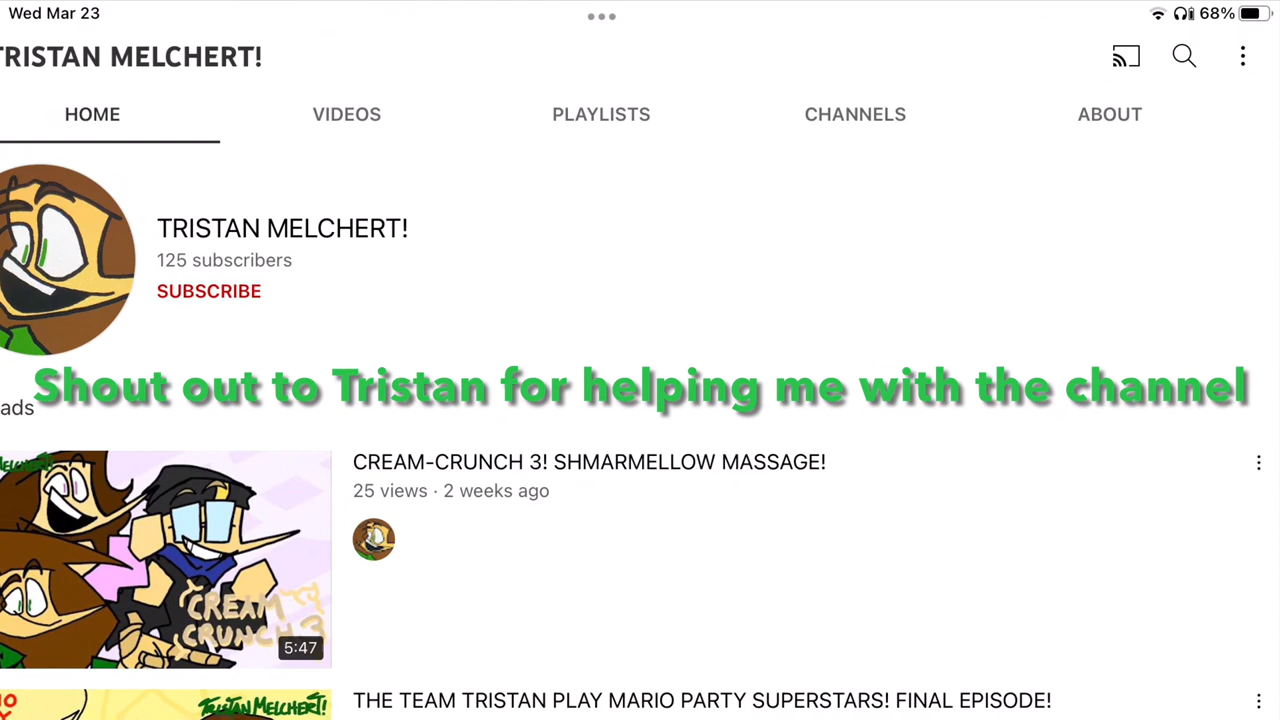 Wed Mar 23
68%
TRISTAN MELCHERT!
HOME
VIDEOS
PLAYLISTS
CHANNELS
ABOUT
TRISTAN MELCHERT!
125 subscribers
SUBSCRIBE
Shout out to Tristan for helping me with the channel
ads
CREAM-CRUNCH 3! SHMARMELLOW MASSAGE!
25 views · 2 weeks ago
CREAM
CRUNCH 3
5:47
THE TEAM TRISTAN PLAY MARIO PARTY SUPERSTARS! FINAL EPISODE!
TRISTAN MELCHERT!